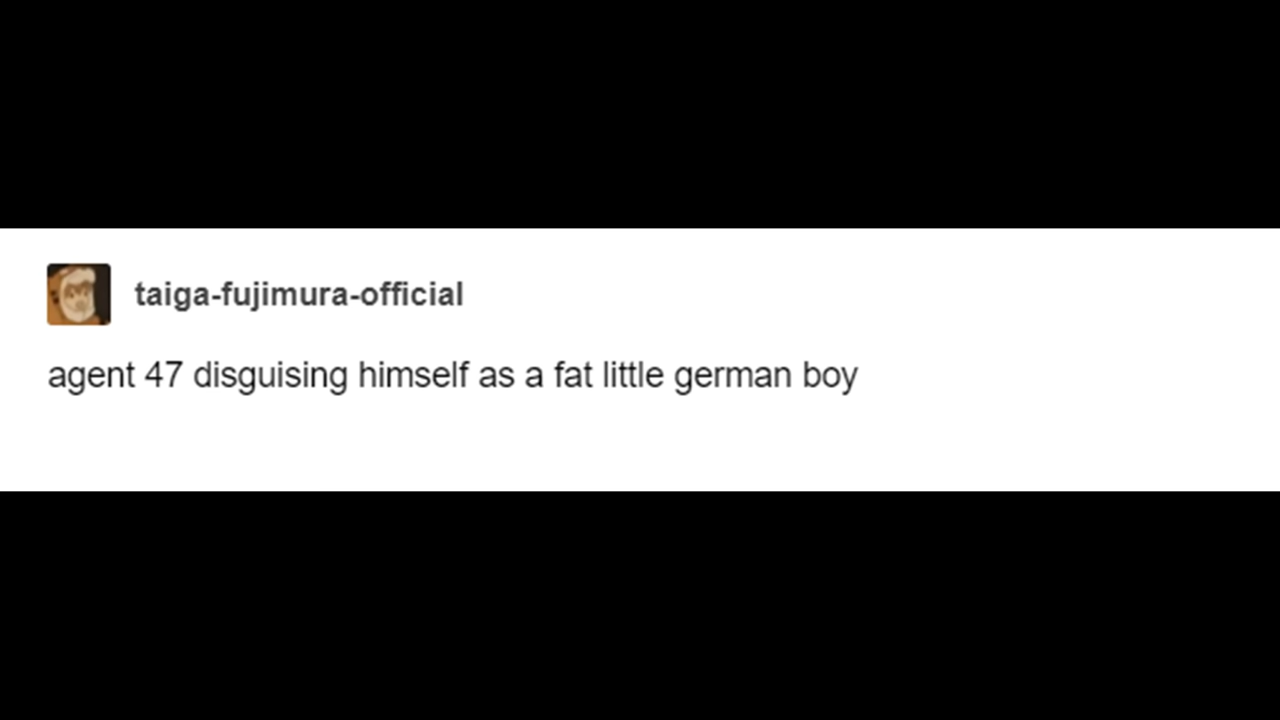 taiga-fujimura-official
agent 47 disguising himself as a fat little german boy